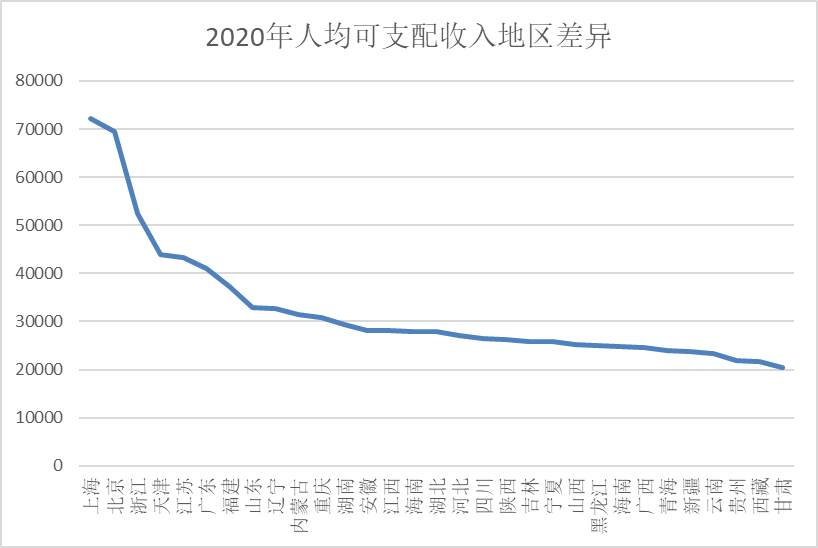 2020年人均可支配收入地区差异
80000
70000
60000
50000
40000
30000
20000
10000
0
上海
北京
浙江
天津
江苏
广东
福建
山东
辽宁
内蒙古
重庆
湖南
安徽
江西
海南
湖北
河北
四川
陕西
吉林
宁夏
山西
黑龙江
海南
广西
青海
新疆
云南
贵州
西藏
甘肃